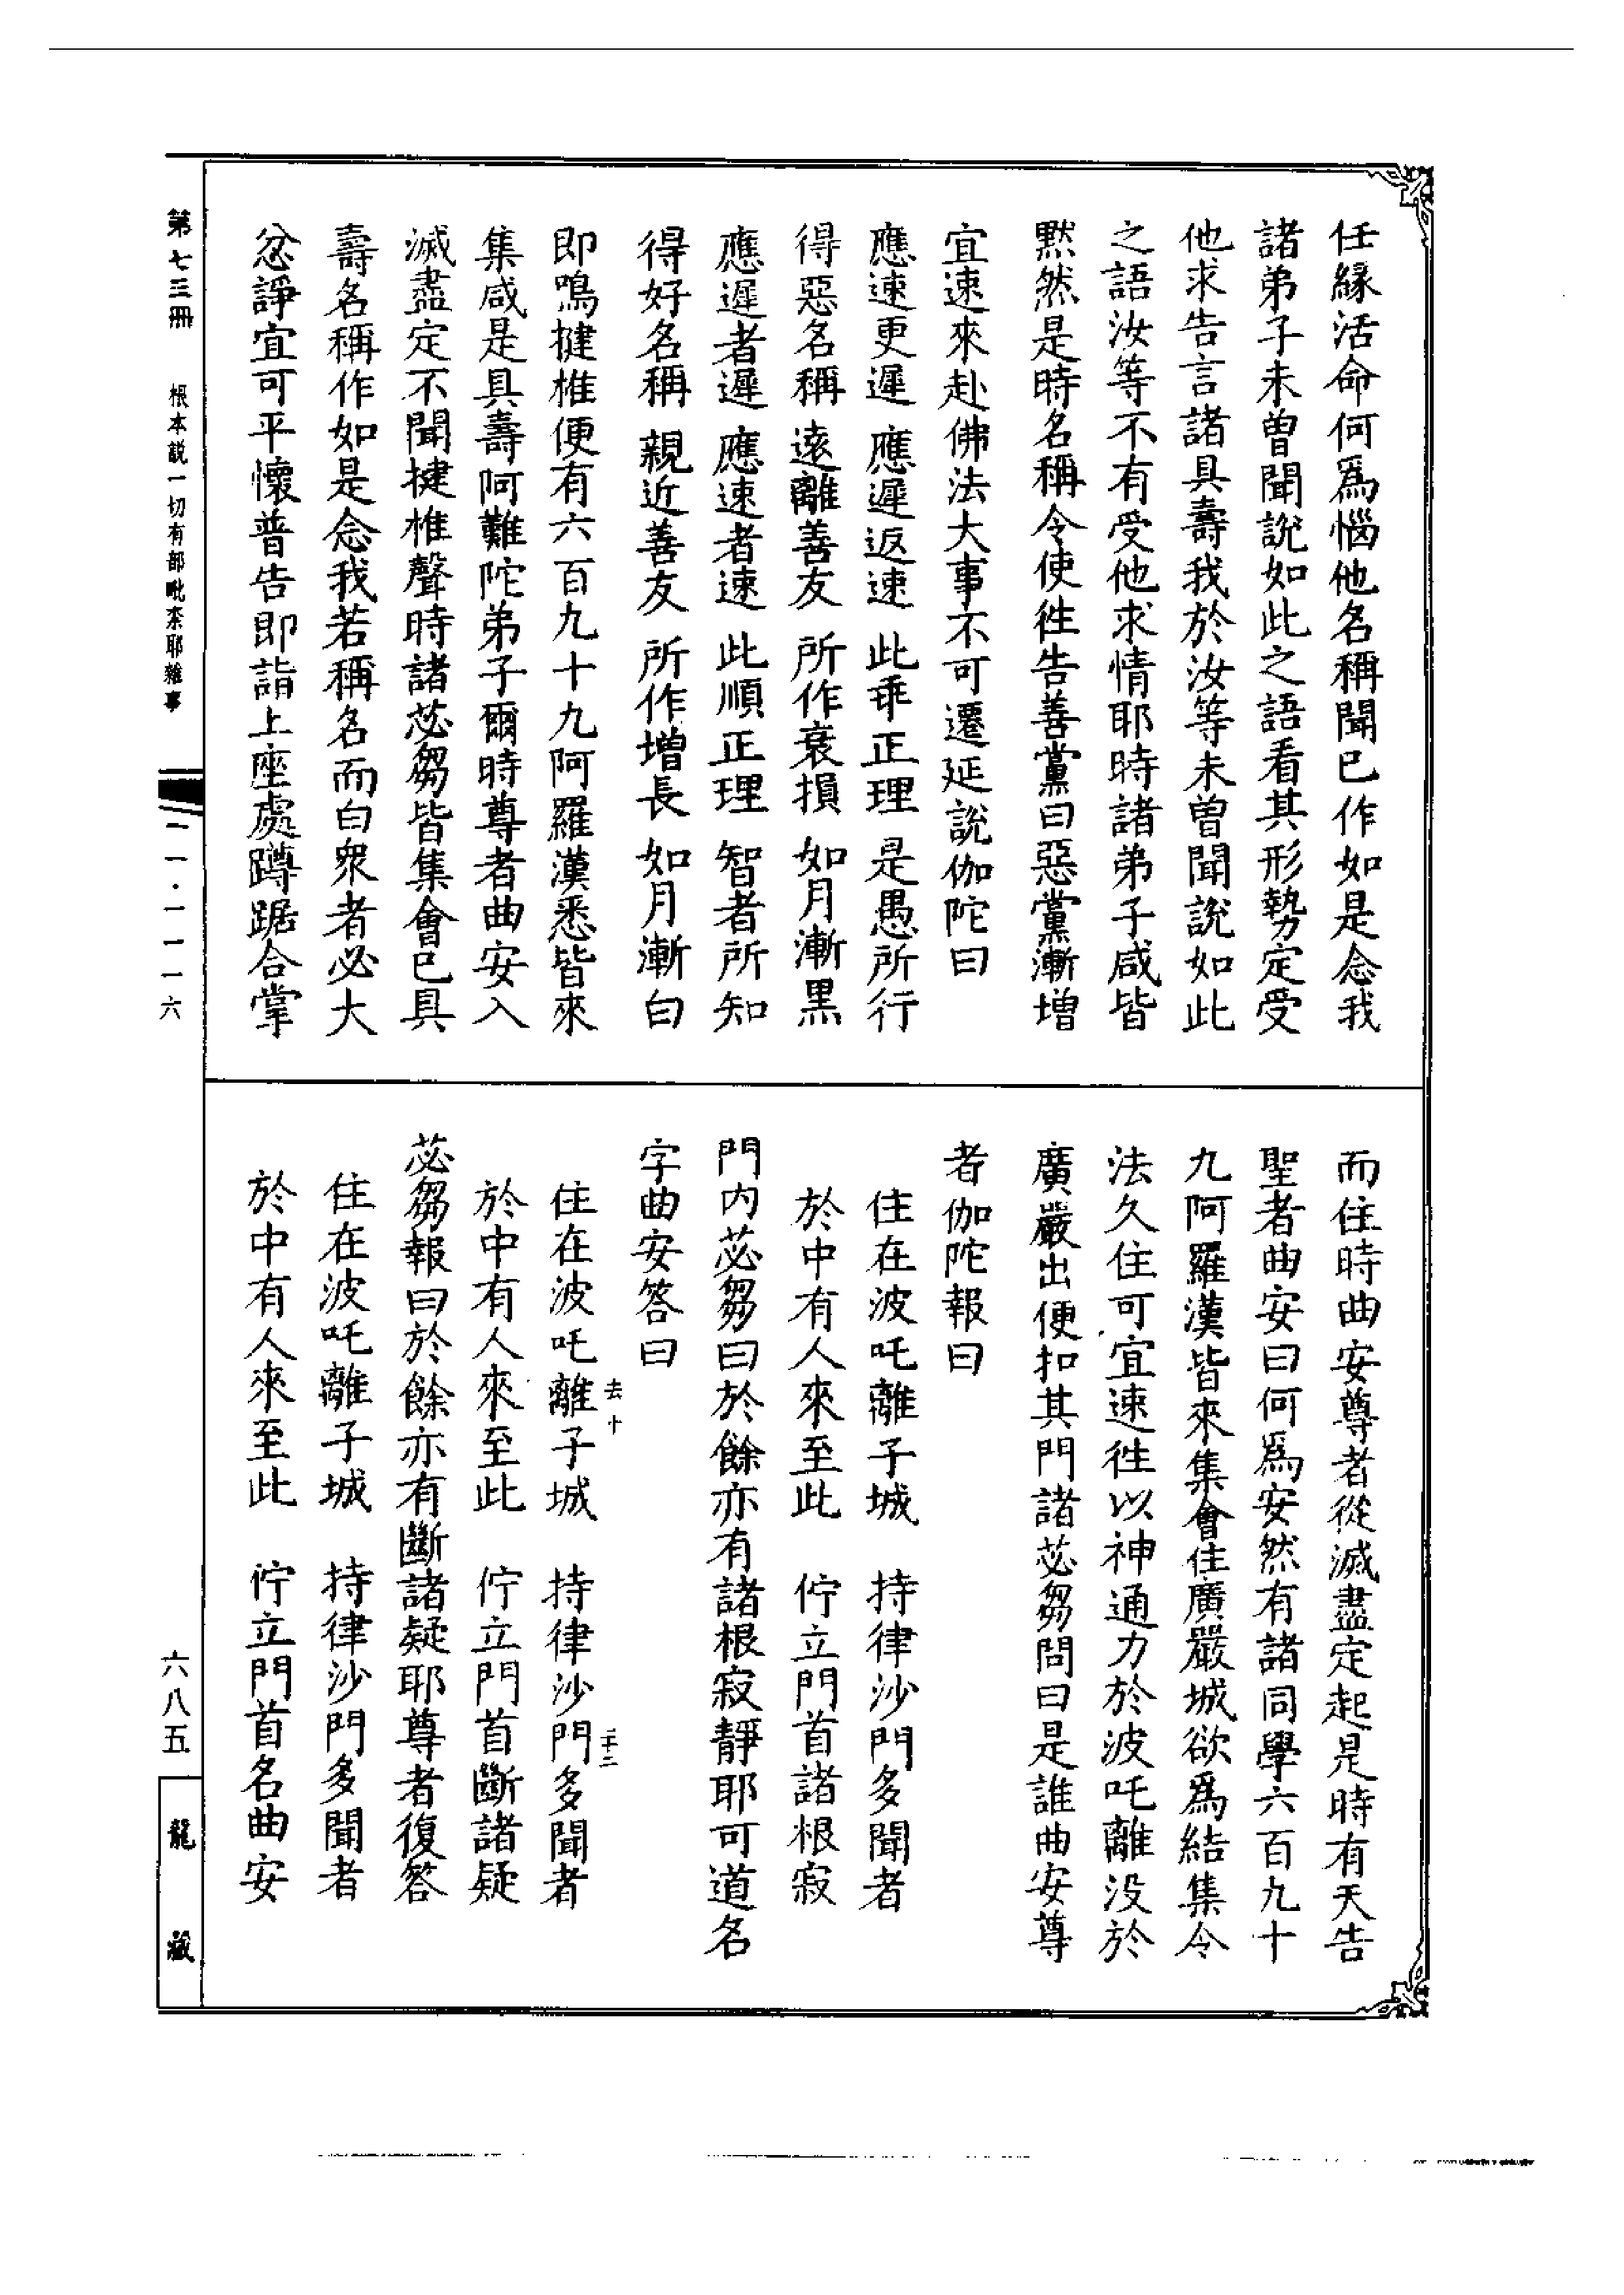 任緣活命何爲惱他名稱聞已作如是念我
諸弟子未曾聞說如此之語看其形勢定受
他求告言諸具壽我於汝等未曾聞說如此
之語汝等不有受他求情耶時諸弟子咸皆
默然是時名稱令使徃告善黨曰惡黨漸增
宜速來赴佛法大事不可遷延說伽陀曰
應速更遲 應遲返速 此乖正理 是愚所行
得惡名稱 遠離善友 所作衰損 如月漸黑
應遲者遲 應速者速 此順正理 智者所知
得好名稱 親近善友 所作增長 如月漸白
即鳴揵椎便有六百九十九阿羅漢悉皆來
集咸是具壽阿難陀弟子爾時尊者曲安入
滅盡定不聞揵椎聲時諸苾芻皆集會已具
壽名稱作如是念我若稱名而白衆者必大
忿諍宜可平懷普告即詣上座處蹲踞合掌
而住時曲安尊者從滅盡定起是時有天告
聖者曲安曰何爲安然有諸同學六百九十
九阿羅漢皆來集會住廣嚴城欲爲結集令
法久住可宜速徃以神通力於波吒離没於
廣嚴出便扣其門諸苾芻問曰是誰曲安尊
者伽陀報曰
住在波吒離子城 持律沙門多聞者
於中有人來至此 佇立門首諸根寂
門内苾芻曰於餘亦有諸根寂靜耶可道名
字曲安答曰
去十
二十二
住在波吒離子城 持律沙門多聞者
於中有人來至此 佇立門首斷諸疑
苾芻報曰於餘亦有斷諸疑耶尊者復答
住在波吒離子城 持律沙門多聞者
於中有人來至此 佇立門首名曲安
第七三冊 根本說一切有部毗柰耶雜事 一一·一一一六
六八五 龍藏